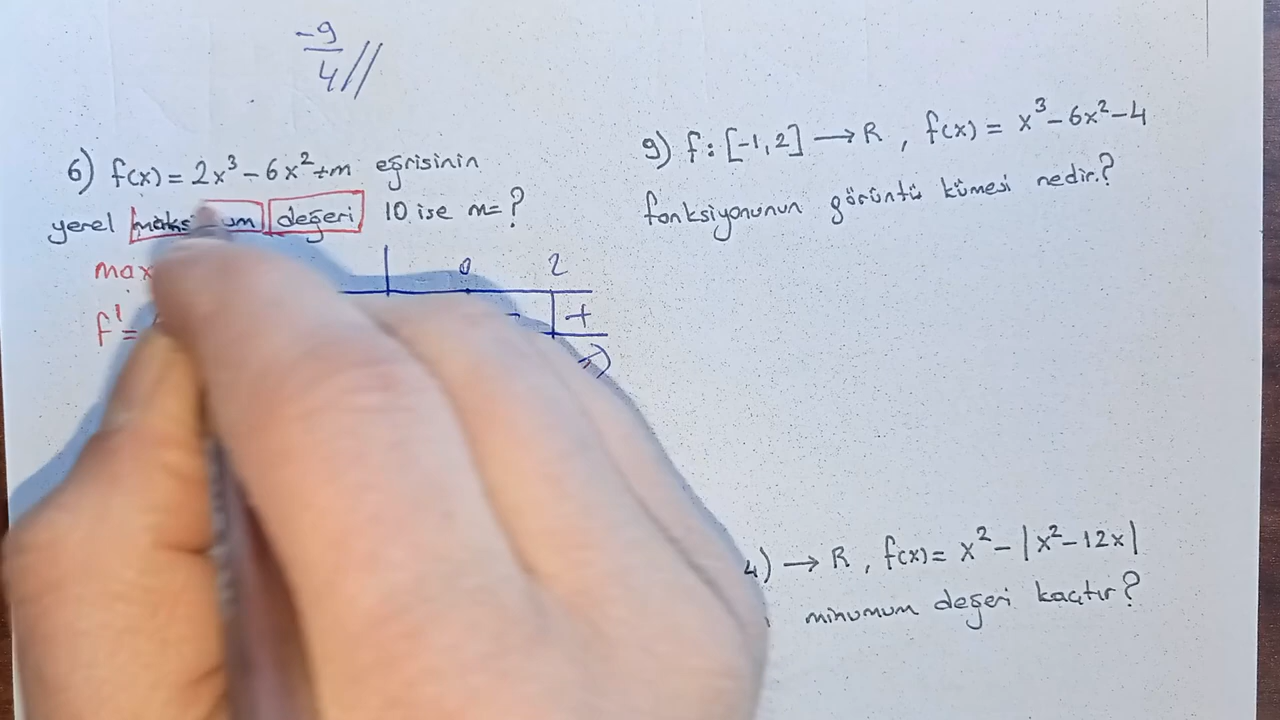 -9
4 //
6) f(x) = 2x³ - 6x² + m eğrisinin
yerel maksimum değeri 10 ise m=?
max
0 2
f' =
- +
9) f: [-1,2] → R , f(x) = x³ - 6x² - 4
fonksiyonunun görüntü kümesi nedir.?
4) → R , f(x) = x² - |x² - 12x|
minumum değeri kaçtır?